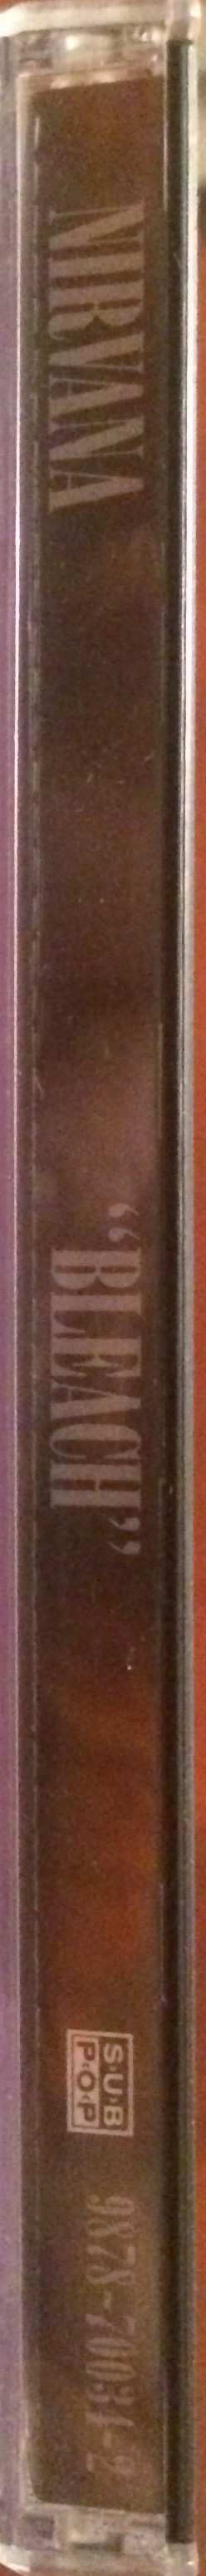 NIRVANA
“BLEACH”
SUB
POP
9878-70034-2